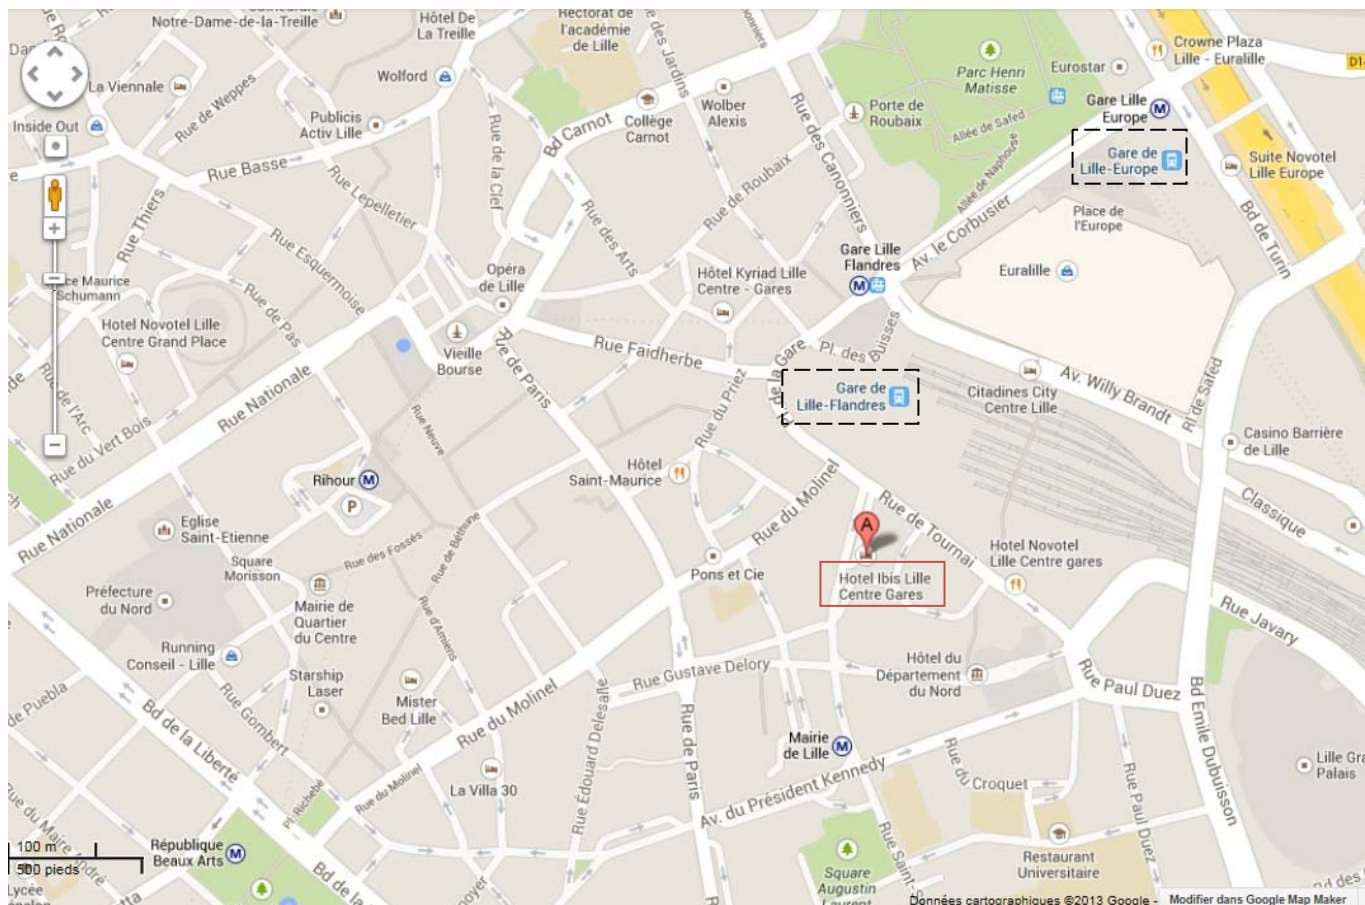 Notre-Dame-de-la-Treille
Hôtel De
La Treille
Rectorat de
l'académie
de Lille
Rue des Jardins
Crowne Plaza
Lille - Euralille
Parc Henri
Matisse
Eurostar
La Viennale
Wolford
Rue de Weppes
Publicis
Activ Lille
Wolber
Alexis
Collège
Carnot
Bd Carnot
Porte de
Roubaix
Gare Lille
Europe
Allée de Safed
Gare de
Lille-Europe
Suite Novotel
Lille Europe
Inside Out
Rue Basse
Rue de la Clef
Rue Lepelletier
Rue Thiers
Rue Esquermoise
Rue des Arts
Rue de Roubaix
Rue des Canonniers
Allée de Naphouse
Av. le Corbusier
Place de
l'Europe
Bd de Turin
Euralille
Opéra
de Lille
Hôtel Kyriad Lille
Centre - Gares
Gare Lille
Flandres
Maurice
Schumann
Hotel Novotel Lille
Centre Grand Place
Rue de Pas
Vieille
Bourse
Rue Faidherbe
Rue de Paris
Pl. des Buisses
la Gare
Gare de
Lille-Flandres
Citadines City
Centre Lille
Av. Willy Brandt
Pl. de Safed
Rue Nationale
Rue de l'Arc
Rue du Vert Bois
Rue Neuve
Rue du Priez
Casino Barrière
de Lille
Rihour
P
Hôtel
Saint-Maurice
Rue du Molinel
Rue de Tournai
Classique
Rue Nationale
Eglise
Saint-Etienne
Square
Morisson
Rue des Fossés
Rue de Béthune
A
Pons et Cie
Hotel Ibis Lille
Centre Gares
Hotel Novotel
Lille Centre gares
Préfecture
du Nord
Mairie de
Quartier
du Centre
Rue d'Amiens
Rue Javary
Running
Conseil - Lille
Starship
Laser
Mister
Bed Lille
Rue Gustave Delory
Hôtel du
Département
du Nord
Rue Paul Duez
de Puebla
Bd de la Liberté
Rue Gombert
Rue du Molinel
Rue Édouard Delesalle
Rue de Paris
Mairie
de Lille
Bd Emile Dubuisson
La Villa 30
Rue du Molinel
Pl. Richebé
Av. du Président Kennedy
Rue du Croquet
Rue Paul Duez
Lille Gra
Palais
Rue du Maire André
100 m
500 pieds
République
Beaux Arts
Bd de la
Restaurant
Universitaire
Square
Augustin
Laurent
Rue Saint-S
Lycée
Données cartographiques ©2013 Google - Modifier dans Google Map Maker